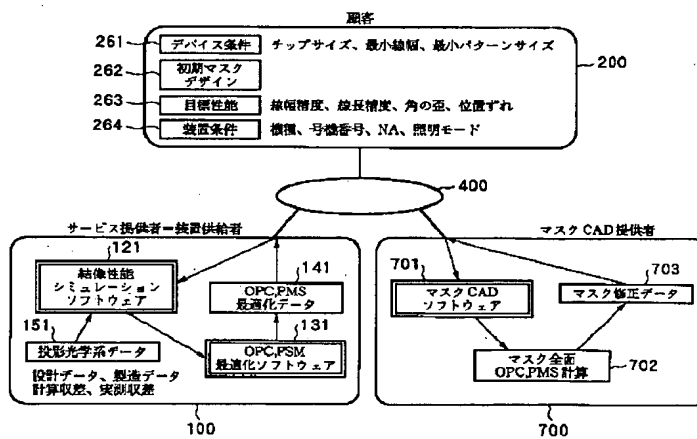 顧客
261
デバイス条件
チップサイズ、最小線幅、最小パターンサイズ
262
初期マスク
デザイン
200
263
目標性能
線幅精度、線長精度、角の歪、位置ずれ
264
装置条件
機種、号機番号、NA、照明モード
400
サービス提供者=装置供給者
マスクCAD提供者
121
結像性能
シミュレーション
ソフトウェア
141
OPC,PMS
最適化データ
701
マスクCAD
ソフトウェア
703
マスク修正データ
151
投影光学系データ
131
OPC,PSM
最適化ソフトウェア
マスク全面
OPC,PMS計算
702
設計データ、製造データ
計算収差、実測収差
100
700